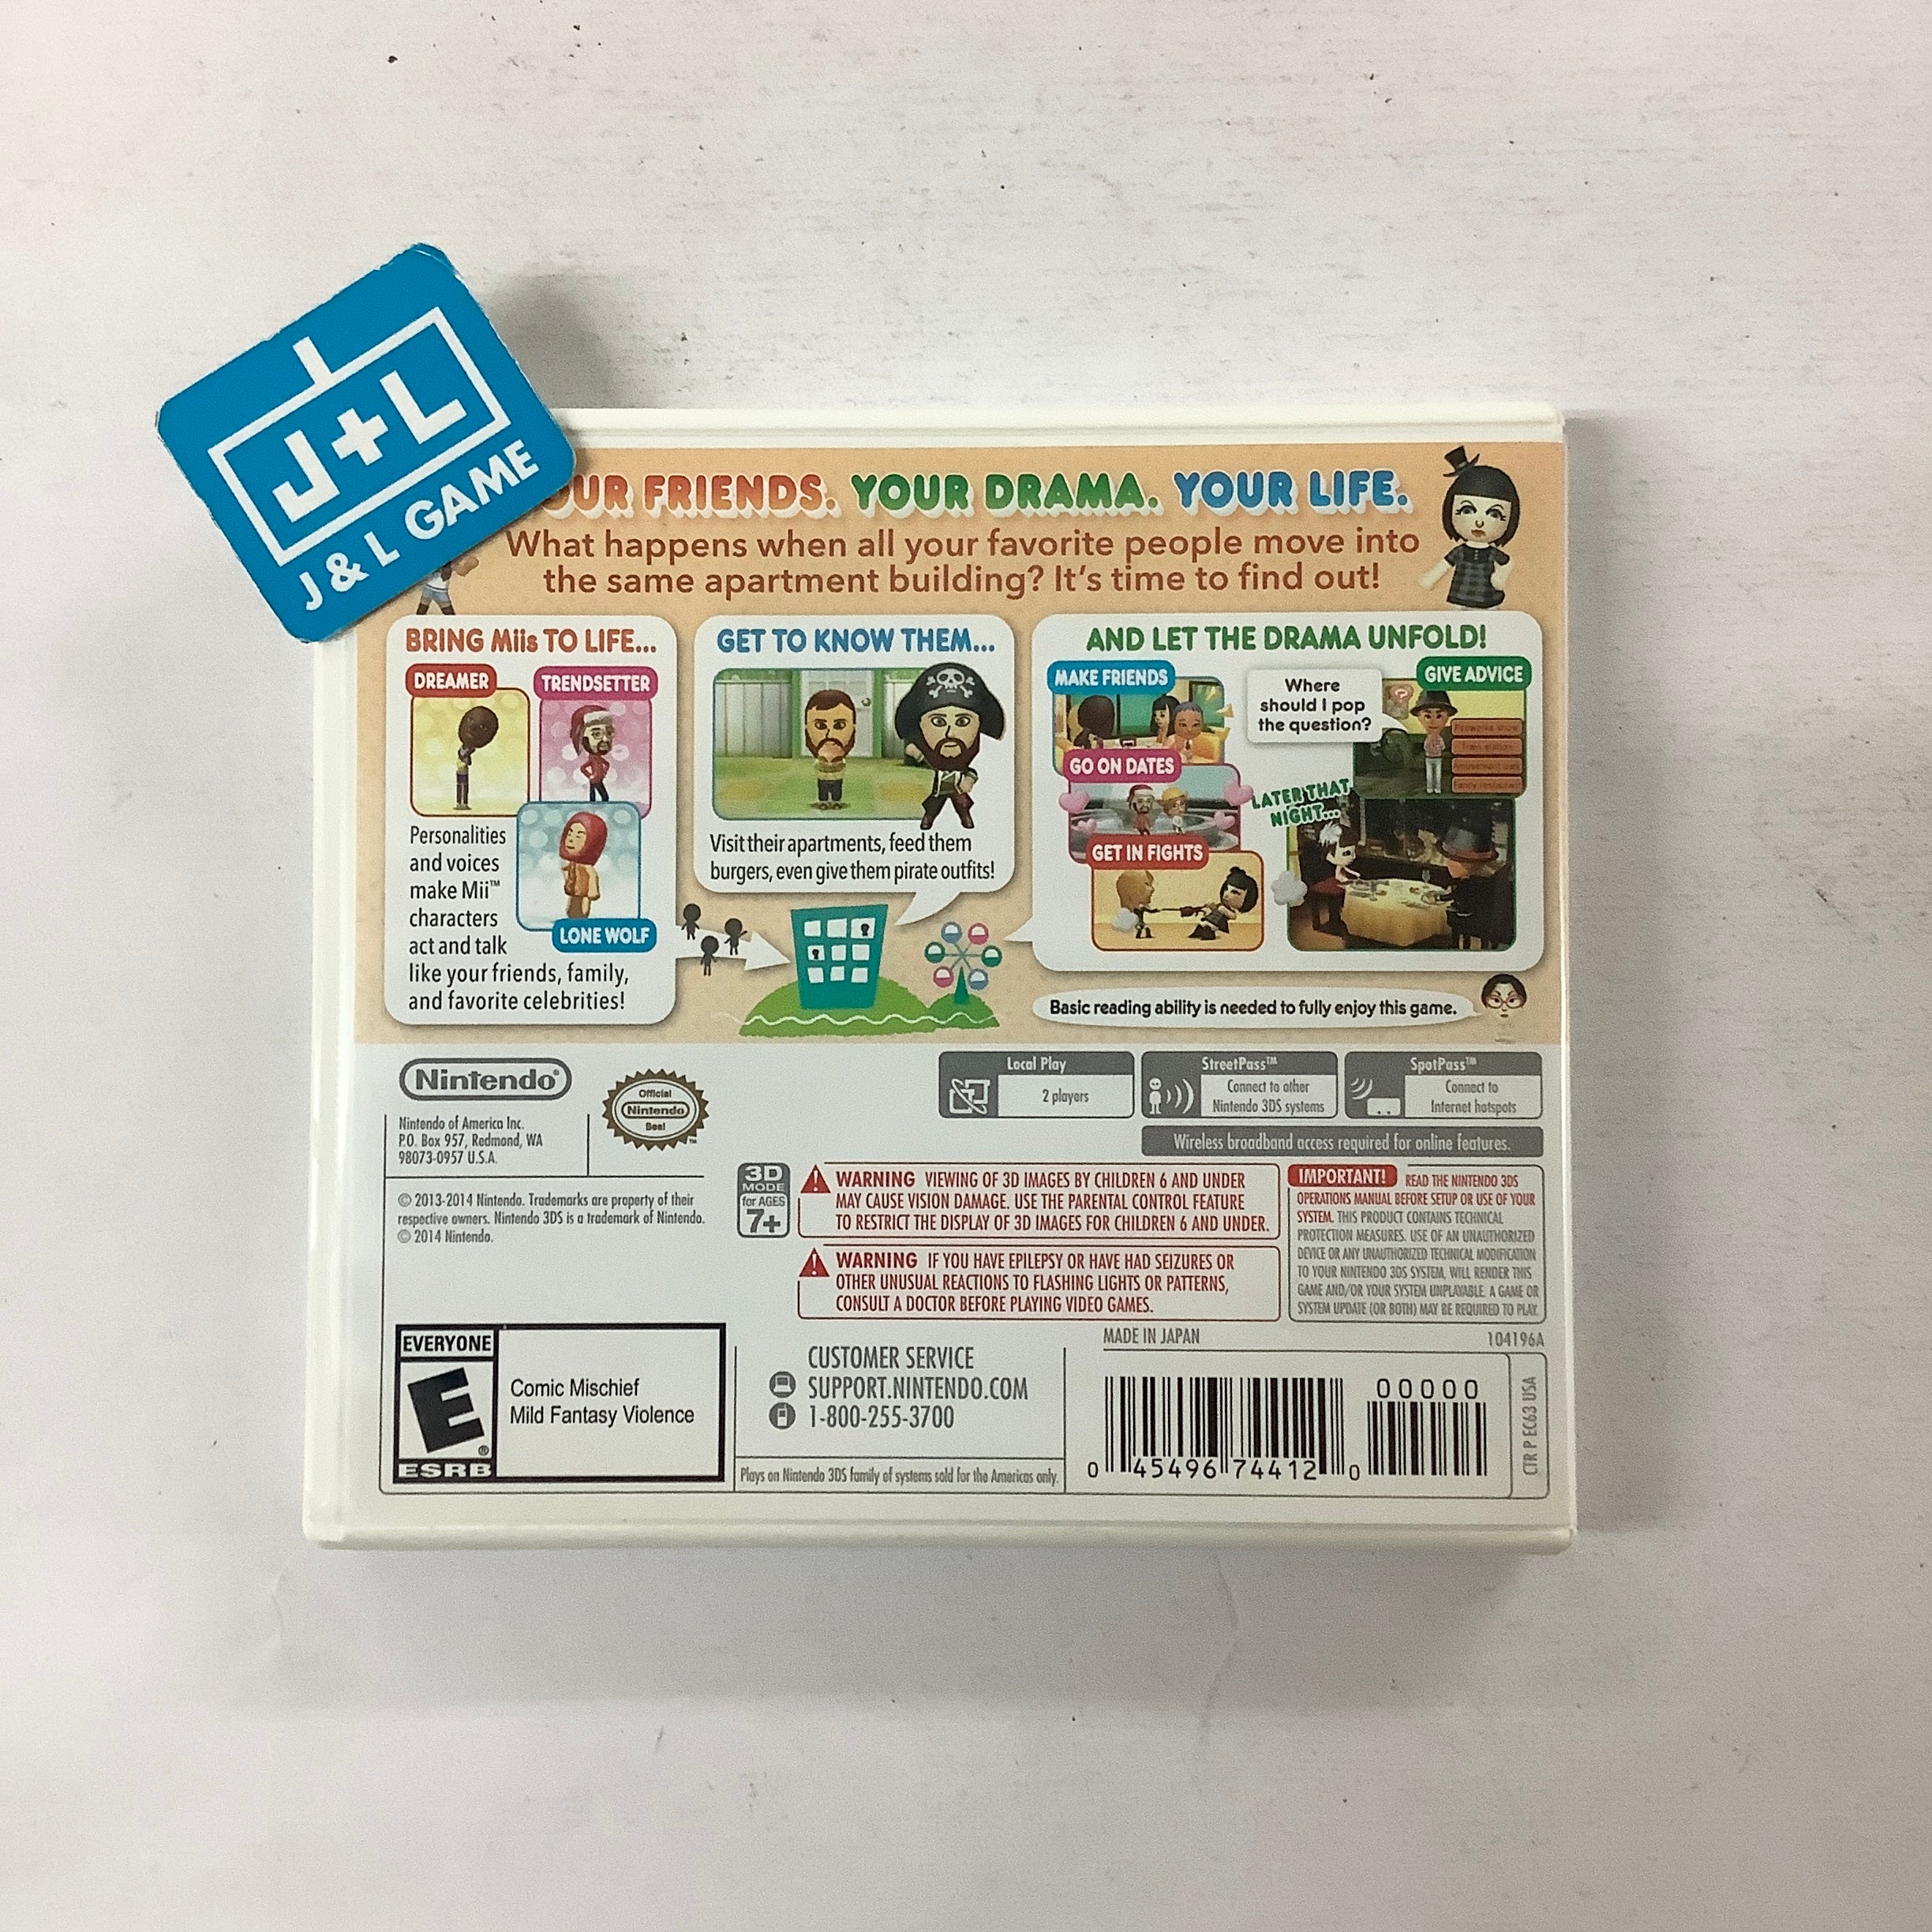 J+L
J & L GAME
OUR FRIENDS. YOUR DRAMA. YOUR LIFE.
What happens when all your favorite people move into
the same apartment building? It's time to find out!
BRING Miis TO LIFE...
DREAMER
TRENDSETTER
Personalities
and voices
make Mii™
characters
act and talk
like your friends, family,
and favorite celebrities!
LONE WOLF
GET TO KNOW THEM...
Visit their apartments, feed them
burgers, even give them pirate outfits!
AND LET THE DRAMA UNFOLD!
MAKE FRIENDS
GO ON DATES
GET IN FIGHTS
Where
should I pop
the question?
GIVE ADVICE
Fireworks show
Train station
Amusement park
Fancy restaurant
LATER THAT
NIGHT...
Basic reading ability is needed to fully enjoy this game.
Nintendo®
Nintendo of America Inc.
P.O. Box 957, Redmond, WA
98073-0957 U.S.A.
Official
Nintendo
Seal
™
Local Play
2 players
StreetPass™
Connect to other
Nintendo 3DS systems
SpotPass™
Connect to
Internet hotspots
Wireless broadband access required for online features.
© 2013-2014 Nintendo. Trademarks are property of their
respective owners. Nintendo 3DS is a trademark of Nintendo.
© 2014 Nintendo.
3D
MODE
for AGES
7+
WARNING VIEWING OF 3D IMAGES BY CHILDREN 6 AND UNDER
MAY CAUSE VISION DAMAGE. USE THE PARENTAL CONTROL FEATURE
TO RESTRICT THE DISPLAY OF 3D IMAGES FOR CHILDREN 6 AND UNDER.
WARNING IF YOU HAVE EPILEPSY OR HAVE HAD SEIZURES OR
OTHER UNUSUAL REACTIONS TO FLASHING LIGHTS OR PATTERNS,
CONSULT A DOCTOR BEFORE PLAYING VIDEO GAMES.
IMPORTANT! READ THE NINTENDO 3DS
OPERATIONS MANUAL BEFORE SETUP OR USE OF YOUR
SYSTEM. THIS PRODUCT CONTAINS TECHNICAL
PROTECTION MEASURES. USE OF AN UNAUTHORIZED
DEVICE OR ANY UNAUTHORIZED TECHNICAL MODIFICATION
TO YOUR NINTENDO 3DS SYSTEM, WILL RENDER THIS
GAME AND/OR YOUR SYSTEM UNPLAYABLE. A GAME OR
SYSTEM UPDATE (OR BOTH) MAY BE REQUIRED TO PLAY.
EVERYONE
E
®
ESRB
Comic Mischief
Mild Fantasy Violence
CUSTOMER SERVICE
SUPPORT.NINTENDO.COM
1-800-255-3700
Plays on Nintendo 3DS family of systems sold for the Americas only.
MADE IN JAPAN
104196A
00000
0 45496 74412 0
CTR P EC63 USA